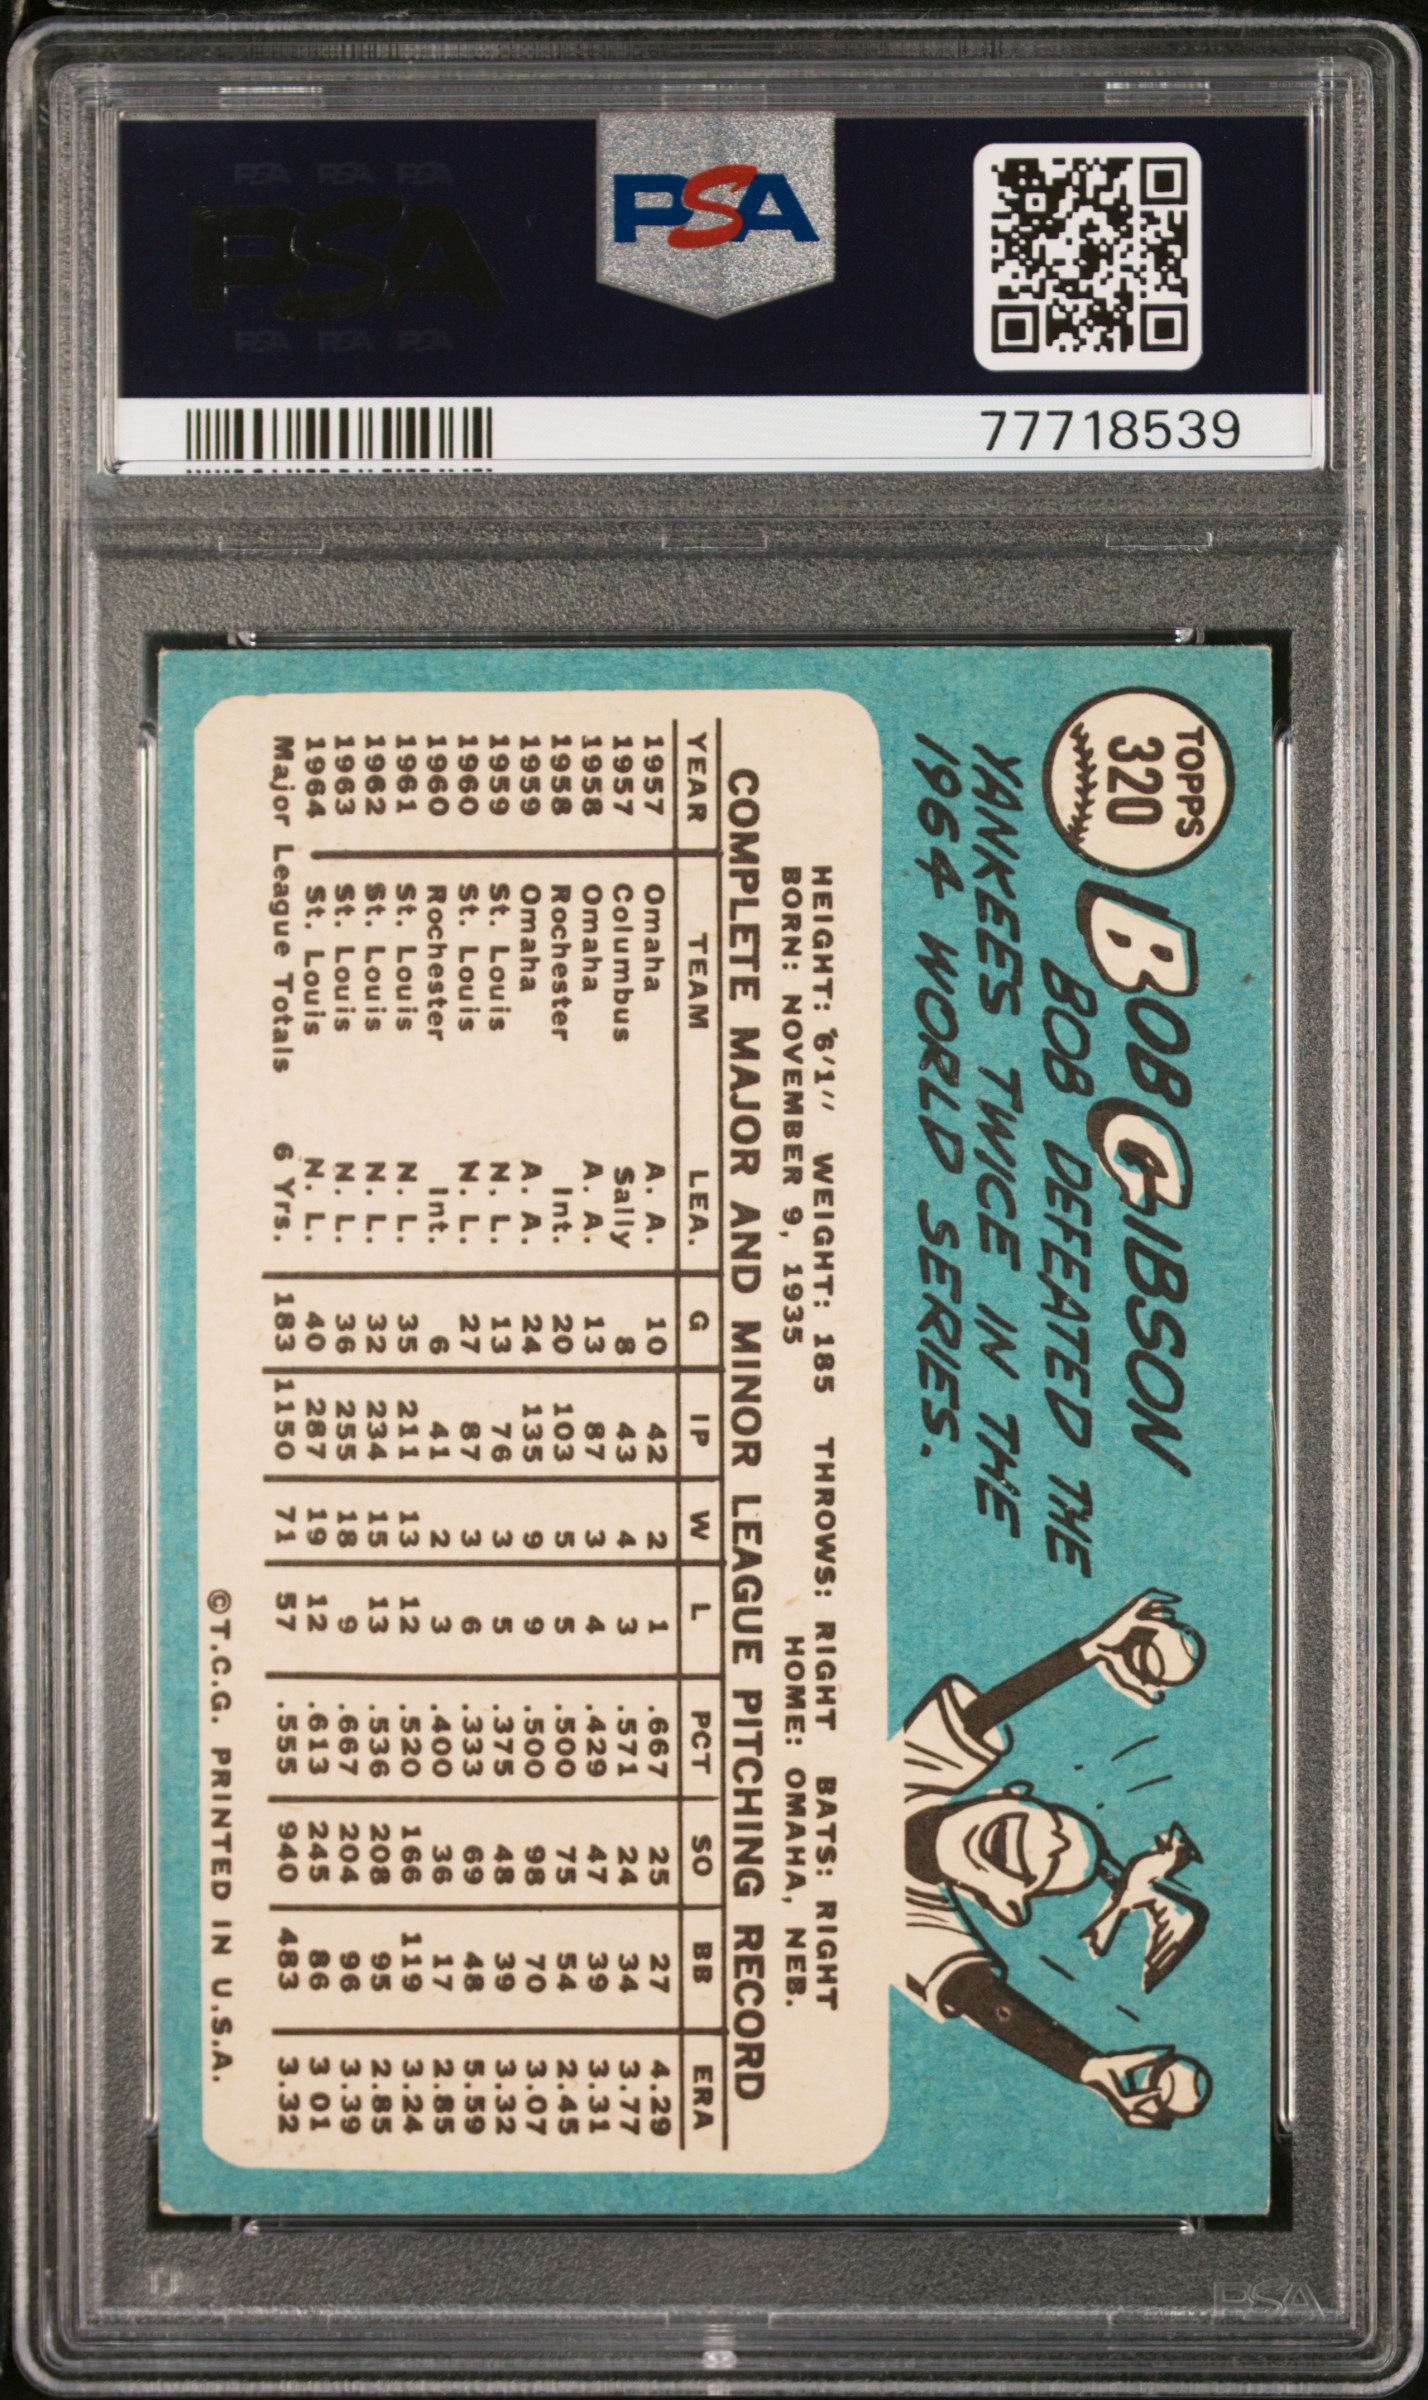 PSA PSA PSA
PSA
PSA PSA PSA
PSA
77718539
TOPPS
320
BOB GIBSON
BOB DEFEATED THE
YANKEES TWICE IN THE
1964 WORLD SERIES.
HEIGHT: 6'1" WEIGHT: 185 THROWS: RIGHT BATS: RIGHT
BORN: NOVEMBER 9, 1935 HOME: OMAHA, NEB.
COMPLETE MAJOR AND MINOR LEAGUE PITCHING RECORD
YEAR TEAM LEA. G IP W L PCT SO BB ERA
1957 Omaha A. A. 10 42 2 1 .667 25 27 4.29
1957 Columbus Sally 8 43 4 3 .571 24 34 3.77
1958 Omaha A. A. 13 87 3 4 .429 47 39 3.31
1958 Rochester Int. 20 103 5 5 .500 75 54 2.45
1959 Omaha A. A. 24 135 9 9 .500 98 70 3.07
1959 St. Louis N. L. 13 76 3 5 .375 48 39 3.32
1960 St. Louis N. L. 27 87 3 6 .333 69 48 5.59
1960 Rochester Int. 6 41 2 3 .400 36 17 2.85
1961 St. Louis N. L. 35 211 13 12 .520 166 119 3.24
1962 St. Louis N. L. 32 234 15 13 .536 208 95 2.85
1963 St. Louis N. L. 36 255 18 9 .667 204 96 3.39
1964 St. Louis N. L. 40 287 19 12 .613 245 86 3 01
Major League Totals 6 Yrs. 183 1150 71 57 .555 940 483 3.32
©T.C.G. PRINTED IN U.S.A.
PSA